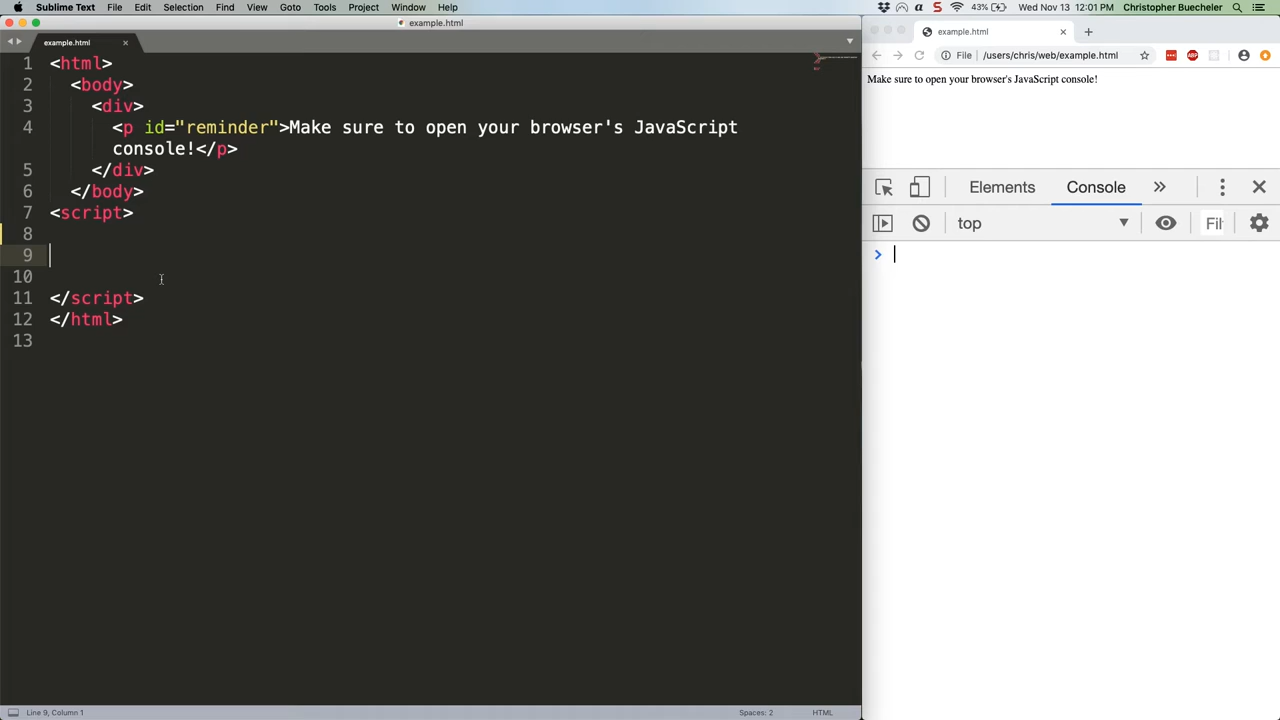 Sublime Text File Edit Selection Find View Goto Tools Project Window Help
43% Wed Nov 13 12:01 PM Christopher Buecheler
example.html
example.html
1 <html>
2 <body>
3 <div>
4 <p id="reminder">Make sure to open your browser's JavaScript
console!</p>
5 </div>
6 </body>
7 <script>
8
9
10
11 </script>
12 </html>
13
Line 9, Column 1
Spaces: 2
HTML
example.html
File /users/chris/web/example.html
ABP
Make sure to open your browser's JavaScript console!
Elements Console
top
Fil